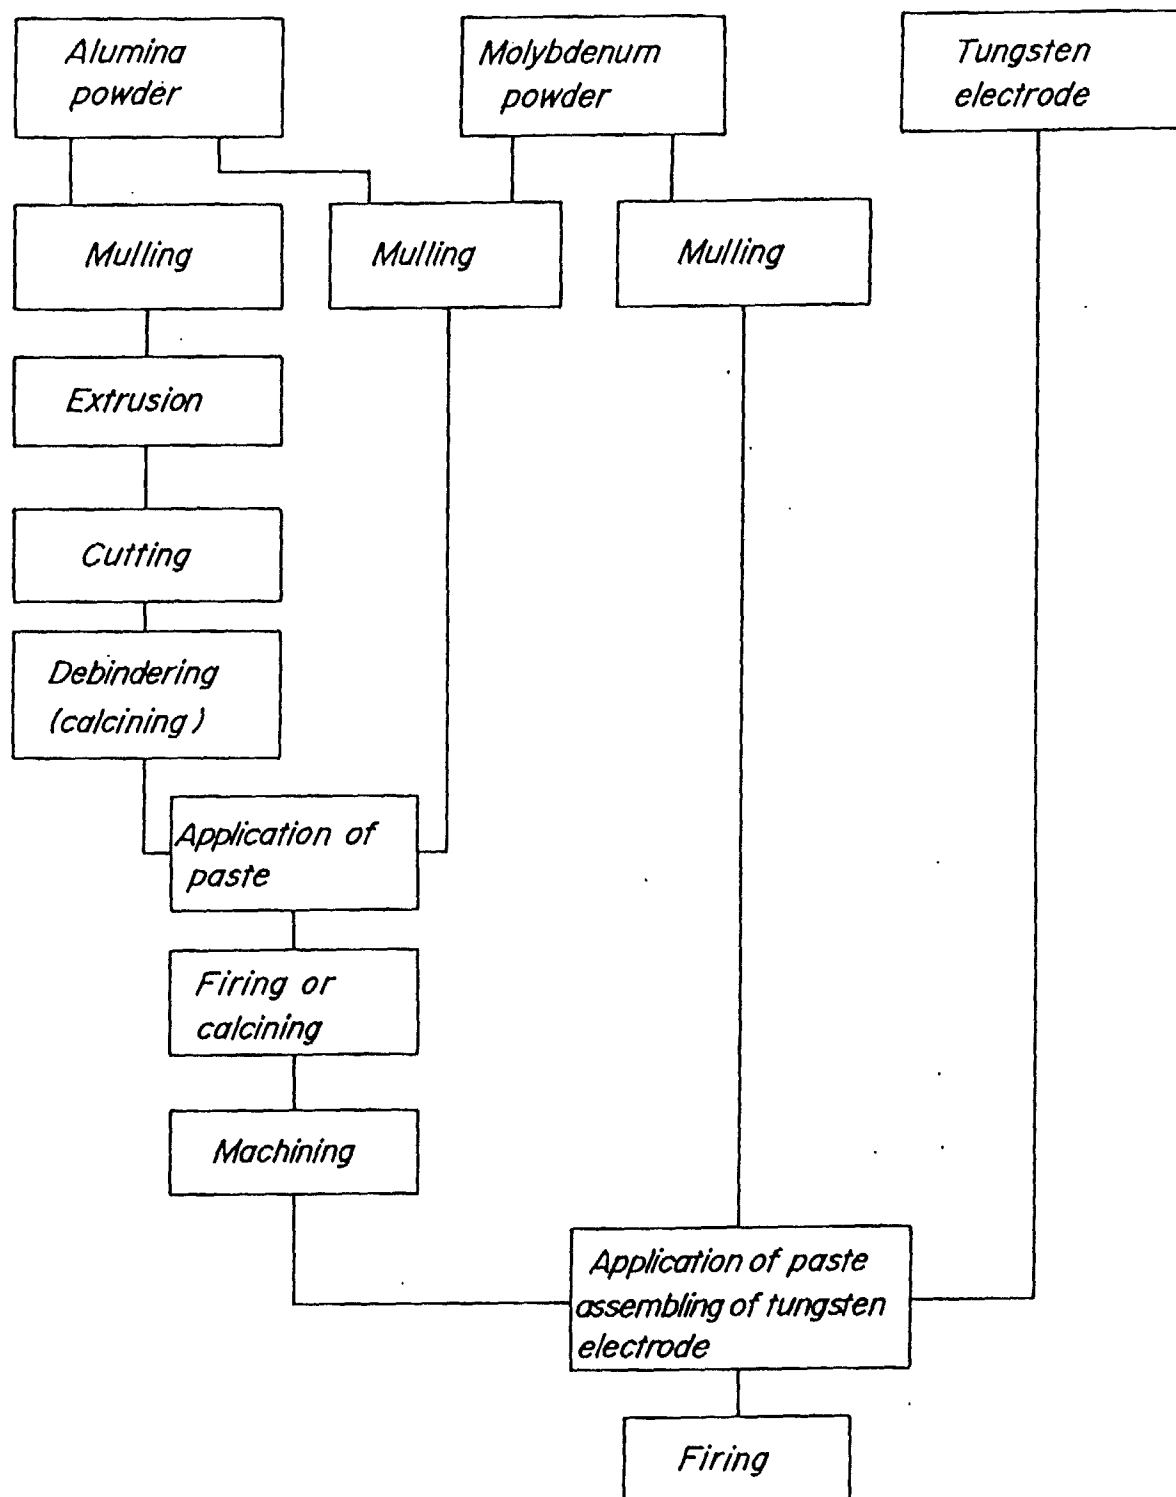 Alumina
powder
Molybdenum
powder
Tungsten
electrode
Mulling
Mulling
Mulling
Extrusion
Cutting
Debindering
(calcining)
Application of
paste
Firing or
calcining
Machining
Application of paste
assembling of tungsten
electrode
Firing